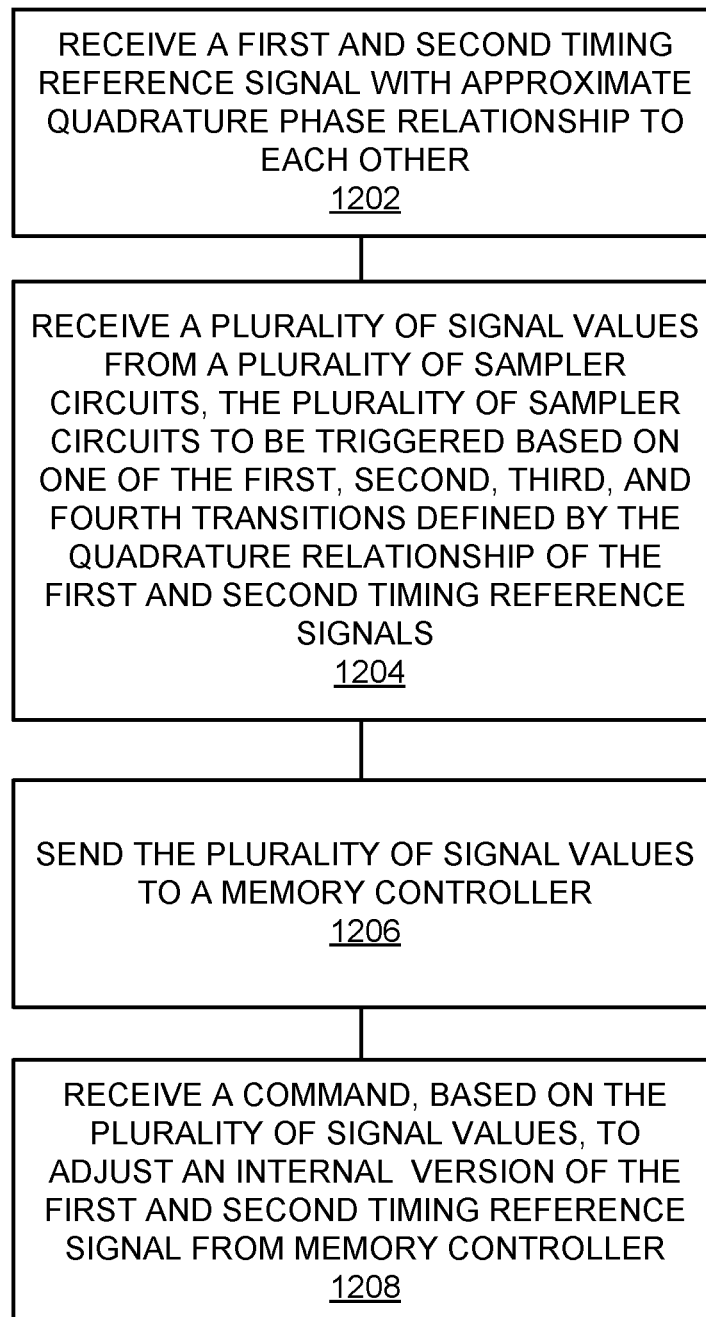 RECEIVE A FIRST AND SECOND TIMING
REFERENCE SIGNAL WITH APPROXIMATE
QUADRATURE PHASE RELATIONSHIP TO
EACH OTHER
1202
RECEIVE A PLURALITY OF SIGNAL VALUES
FROM A PLURALITY OF SAMPLER
CIRCUITS, THE PLURALITY OF SAMPLER
CIRCUITS TO BE TRIGGERED BASED ON
ONE OF THE FIRST, SECOND, THIRD, AND
FOURTH TRANSITIONS DEFINED BY THE
QUADRATURE RELATIONSHIP OF THE
FIRST AND SECOND TIMING REFERENCE
SIGNALS
1204
SEND THE PLURALITY OF SIGNAL VALUES
TO A MEMORY CONTROLLER
1206
RECEIVE A COMMAND, BASED ON THE
PLURALITY OF SIGNAL VALUES, TO
ADJUST AN INTERNAL VERSION OF THE
FIRST AND SECOND TIMING REFERENCE
SIGNAL FROM MEMORY CONTROLLER
1208